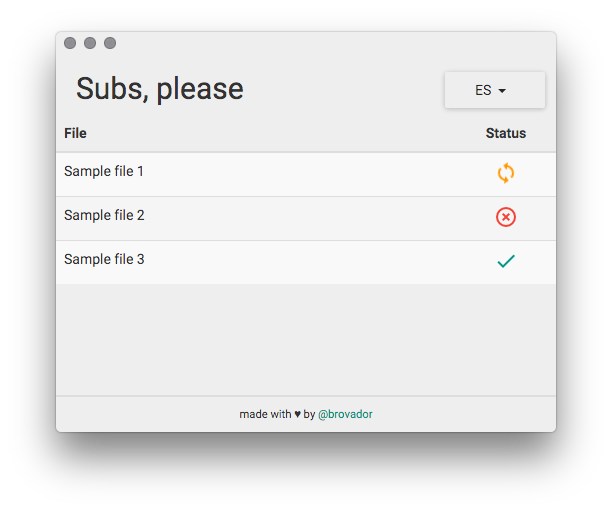 Subs, please
ES
File Status
Sample file 1
Sample file 2
Sample file 3
made with ♥ by @brovador